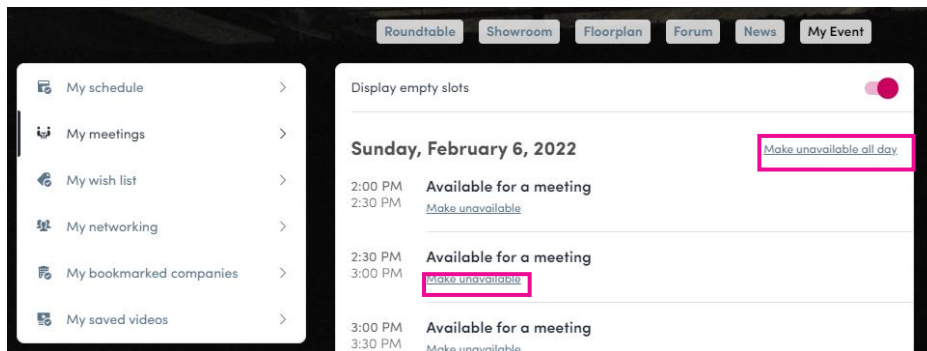 Roundtable Showroom Floorplan Forum News My Event
My schedule
My meetings
My wish list
My networking
My bookmarked companies
My saved videos
Display empty slots
Sunday, February 6, 2022
Make unavailable all day
2:00 PM Available for a meeting
2:30 PM Make unavailable
2:30 PM Available for a meeting
3:00 PM Make unavailable
3:00 PM Available for a meeting
3:30 PM Make unavailable